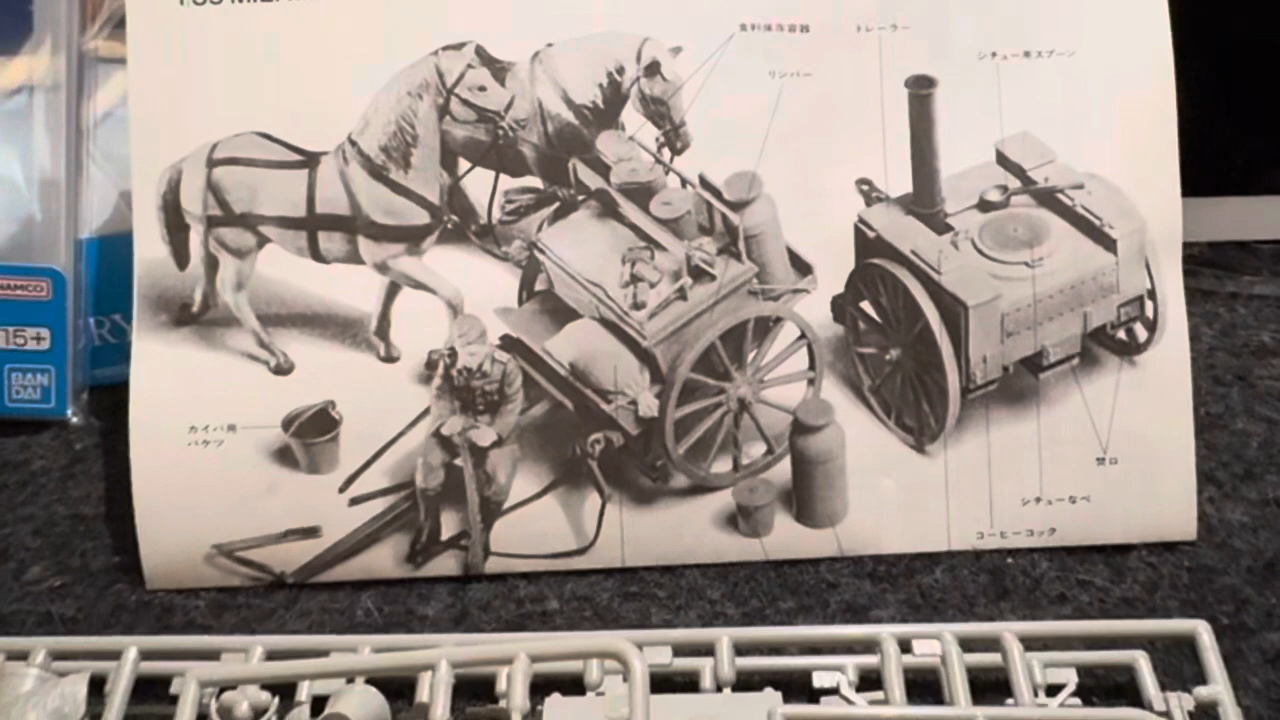 食料保存容器
トレーラー
シチュー用スプーン
リンバー
カイバ用
バケツ
焚口
シチューなべ
コーヒーコック
NAMCO
15+
BAN
DAI
RY